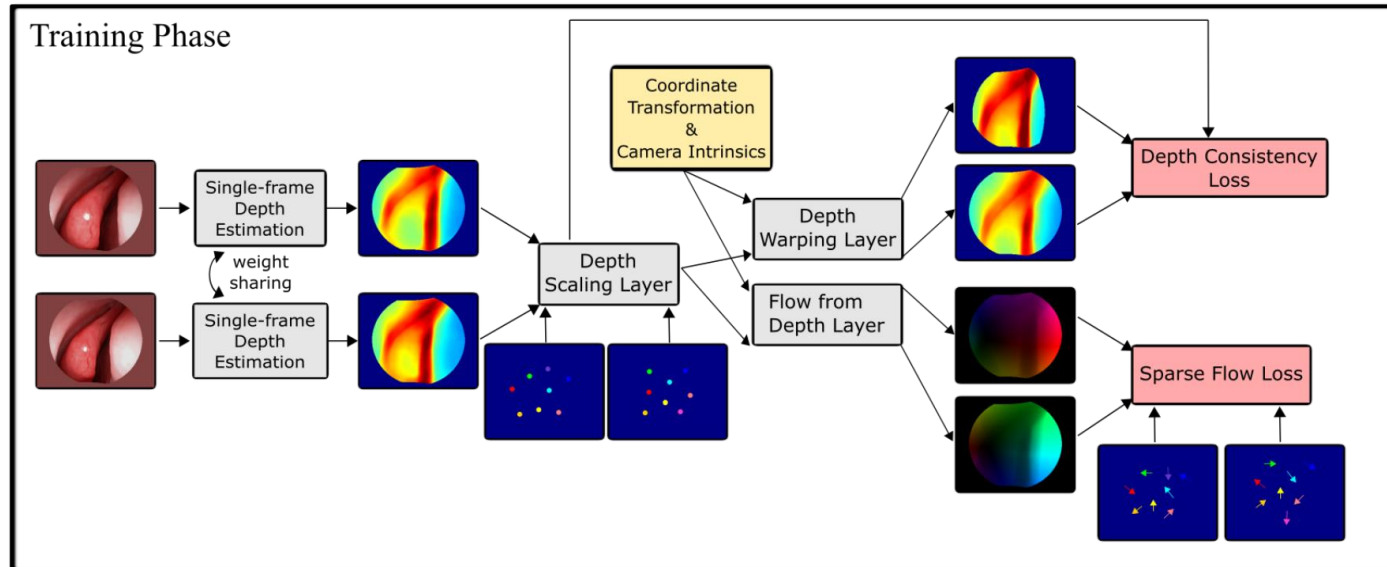 Training Phase
Coordinate
Transformation
&
Camera Intrinsics
Depth Consistency
Loss
Single-frame
Depth
Estimation
Depth
Warping Layer
weight
sharing
Depth
Scaling Layer
Flow from
Depth Layer
Single-frame
Depth
Estimation
Sparse Flow Loss